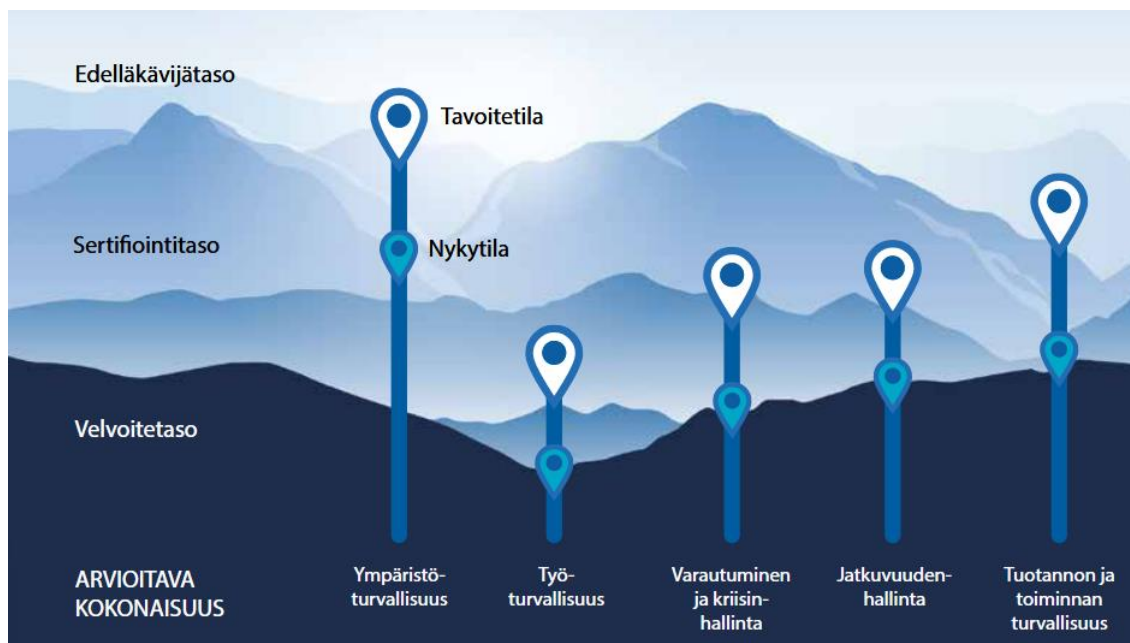 Edelläkävijätaso
Tavoitetila
Sertifiointitaso
Nykytila
Velvoitetaso
ARVIOITAVA
KOKONAISUUS
Ympäristö-
turvallisuus
Työ-
turvallisuus
Varautuminen
ja kriisin-
hallinta
Jatkuvuuden-
hallinta
Tuotannon ja
toiminnan
turvallisuus